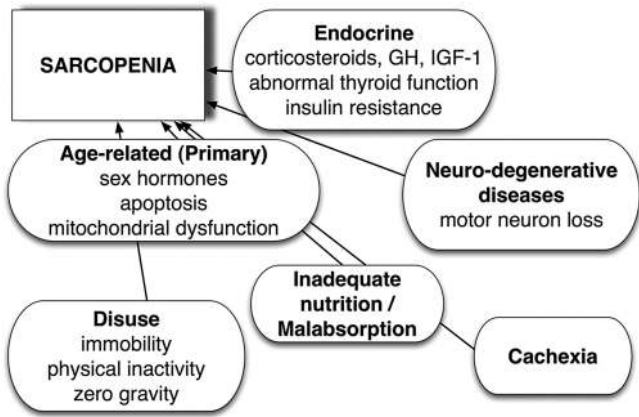 SARCOPENIA
Endocrine
corticosteroids, GH, IGF-1
abnormal thyroid function
insulin resistance
Age-related (Primary)
sex hormones
apoptosis
mitochondrial dysfunction
Neuro-degenerative
diseases
motor neuron loss
Inadequate
nutrition /
Malabsorption
Disuse
immobility
physical inactivity
zero gravity
Cachexia